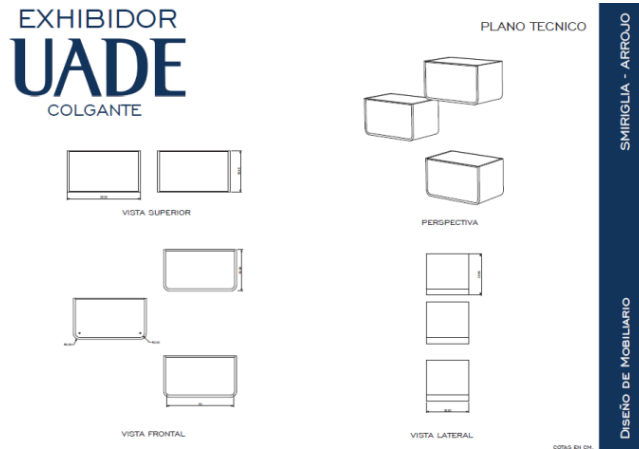 EXHIBIDOR
UADE
COLGANTE
PLANO TECNICO
SMIRIGLIA - ARROJO
VISTA SUPERIOR
PERSPECTIVA
VISTA FRONTAL
VISTA LATERAL
DISEÑO DE MOBILIARIO
COTAS EN CM.